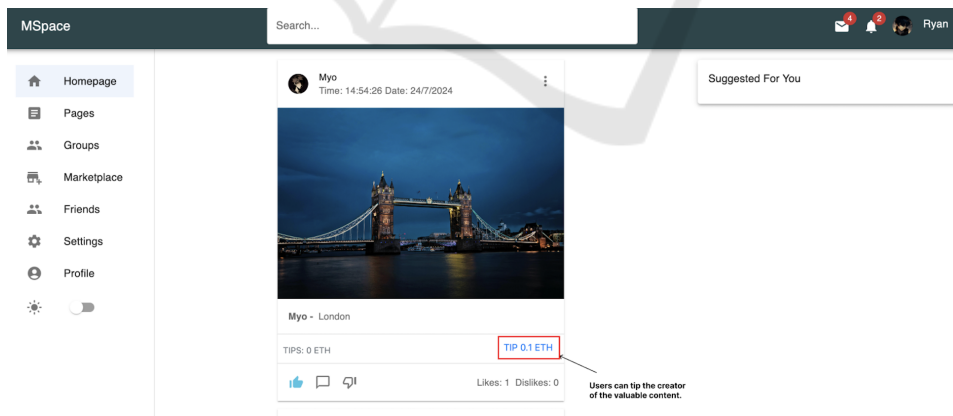 MSpace
Search...
4
2
Ryan
Homepage
Pages
Groups
Marketplace
Friends
Settings
Profile
Myo
Time: 14:54:26 Date: 24/7/2024
Myo - London
TIPS: 0 ETH
TIP 0.1 ETH
Likes: 1 Dislikes: 0
Users can tip the creator
of the valuable content.
Suggested For You